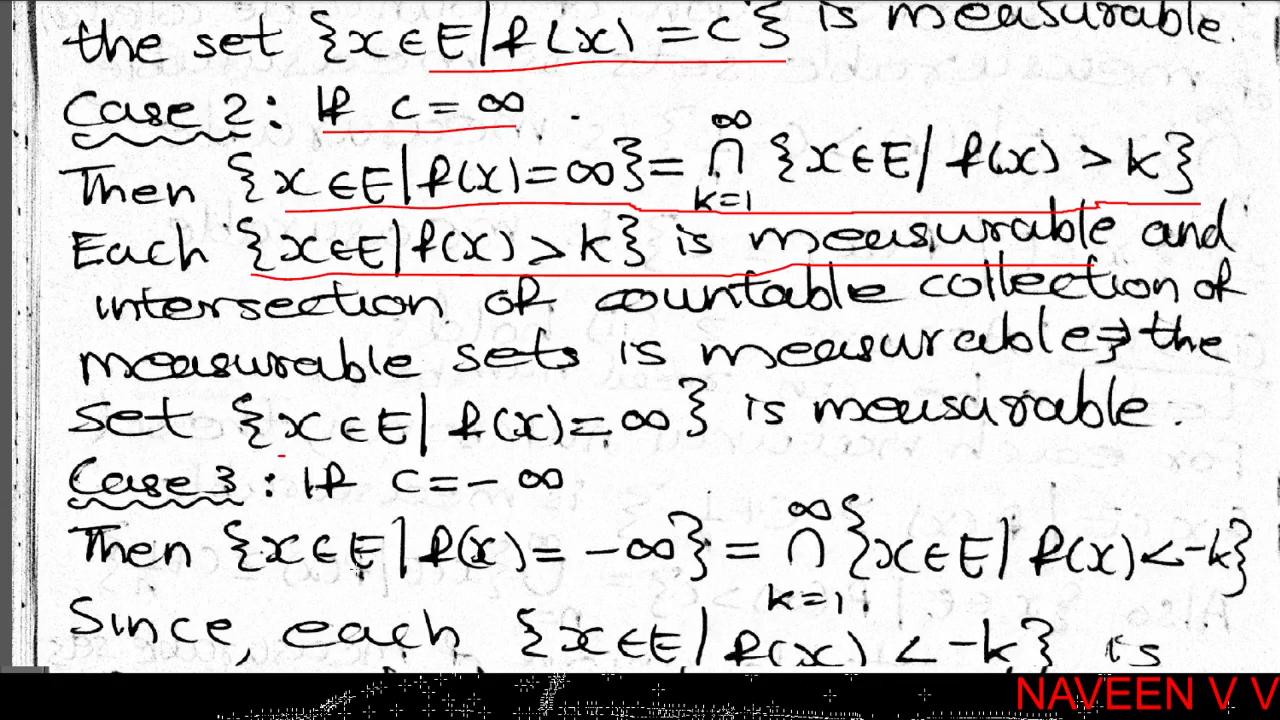 the set {x∈E|f(x) = c} is measurable.
Case 2: If c = ∞.
Then {x∈E|f(x)=∞} = ∞∩k=1 {x∈E| f(x) > k}
Each {x∈E|f(x) > k} is measurable and
intersection of countable collection of
measurable sets is measurable⇒the
set {x∈E| f(x)=∞} is measurable.
Case 3: If c=-∞
Then {x∈E|f(x)= -∞} = ∞∩k=1 {x∈E| f(x) < -k}
Since, each {x∈E| f(x) < -k} is
NAVEEN V V